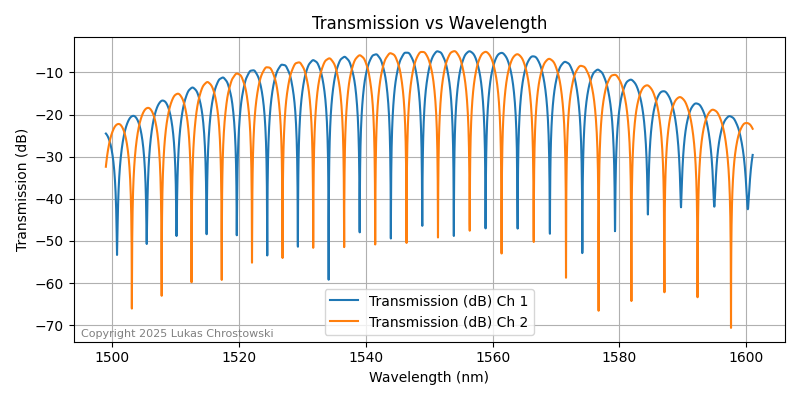 Transmission vs Wavelength
Transmission (dB)
−10
−20
−30
−40
−50
−60
−70
Transmission (dB) Ch 1
Transmission (dB) Ch 2
Copyright 2025 Lukas Chrostowski
1500
1520
1540
1560
1580
1600
Wavelength (nm)